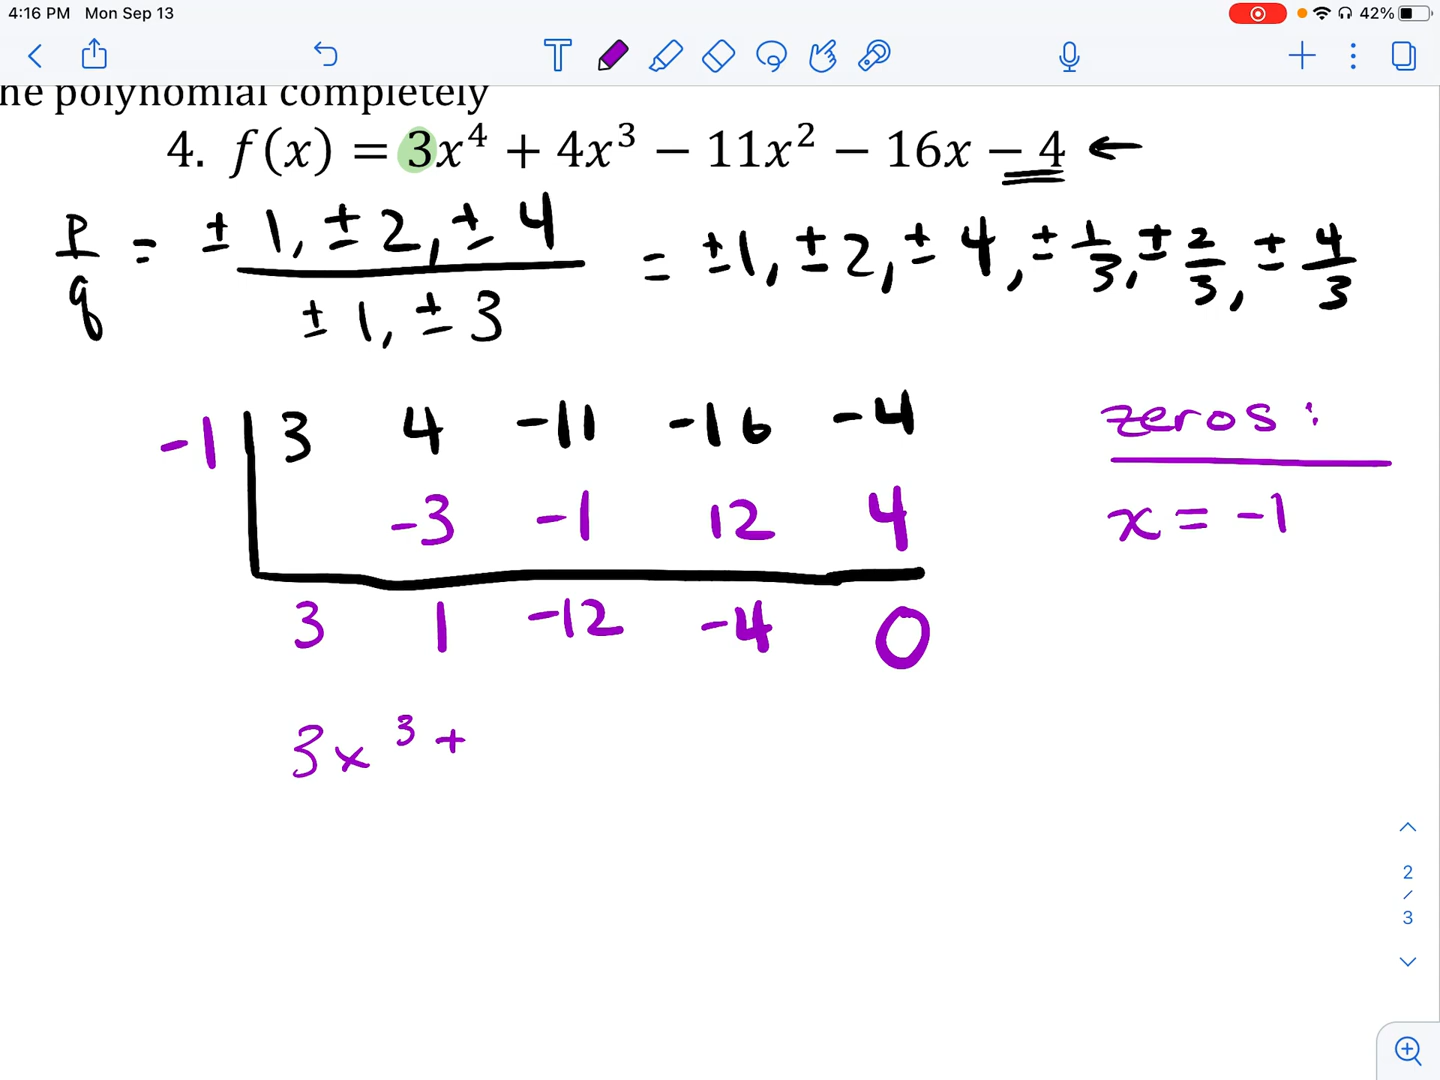 4:16 PM Mon Sep 13 42%
he polynomial completely
4. f(x) = 3x⁴ + 4x³ − 11x² − 16x − 4 ←
p/q = ± 1, ± 2, ± 4 / ± 1, ± 3 = ±1, ± 2, ± 4, ± 1/3, ± 2/3, ± 4/3
-1 | 3 4 -11 -16 -4
zeros:
-3 -1 12 4
x = -1
3 1 -12 -4 0
3x³ +
2
/
3